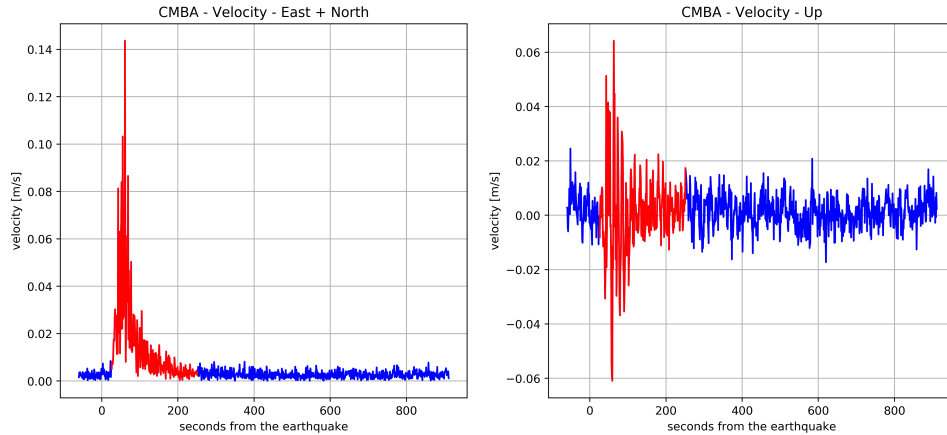 CMBA - Velocity - East + North
velocity [m/s]
0.14
0.12
0.10
0.08
0.06
0.04
0.02
0.00
0 200 400 600 800
seconds from the earthquake
CMBA - Velocity - Up
velocity [m/s]
0.06
0.04
0.02
0.00
−0.02
−0.04
−0.06
0 200 400 600 800
seconds from the earthquake